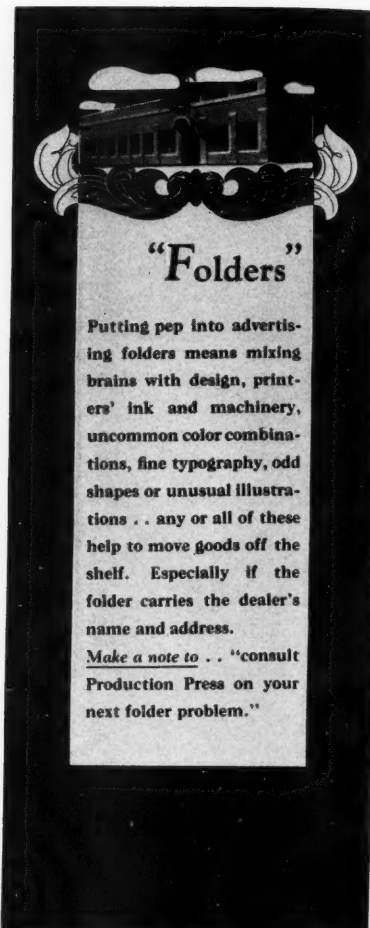 “Folders”
Putting pep into advertis-
ing folders means mixing
brains with design, print-
ers’ ink and machinery,
uncommon color combina-
tions, fine typography, odd
shapes or unusual illustra-
tions . . any or all of these
help to move goods off the
shelf. Especially if the
folder carries the dealer’s
name and address.
Make a note to . . “consult
Production Press on your
next folder problem.”